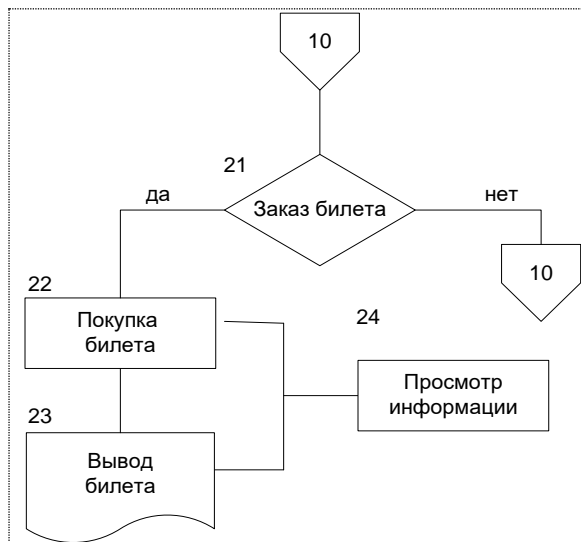 10
21
да
Заказ билета
нет
10
22
24
Покупка
билета
Просмотр
информации
23
Вывод
билета